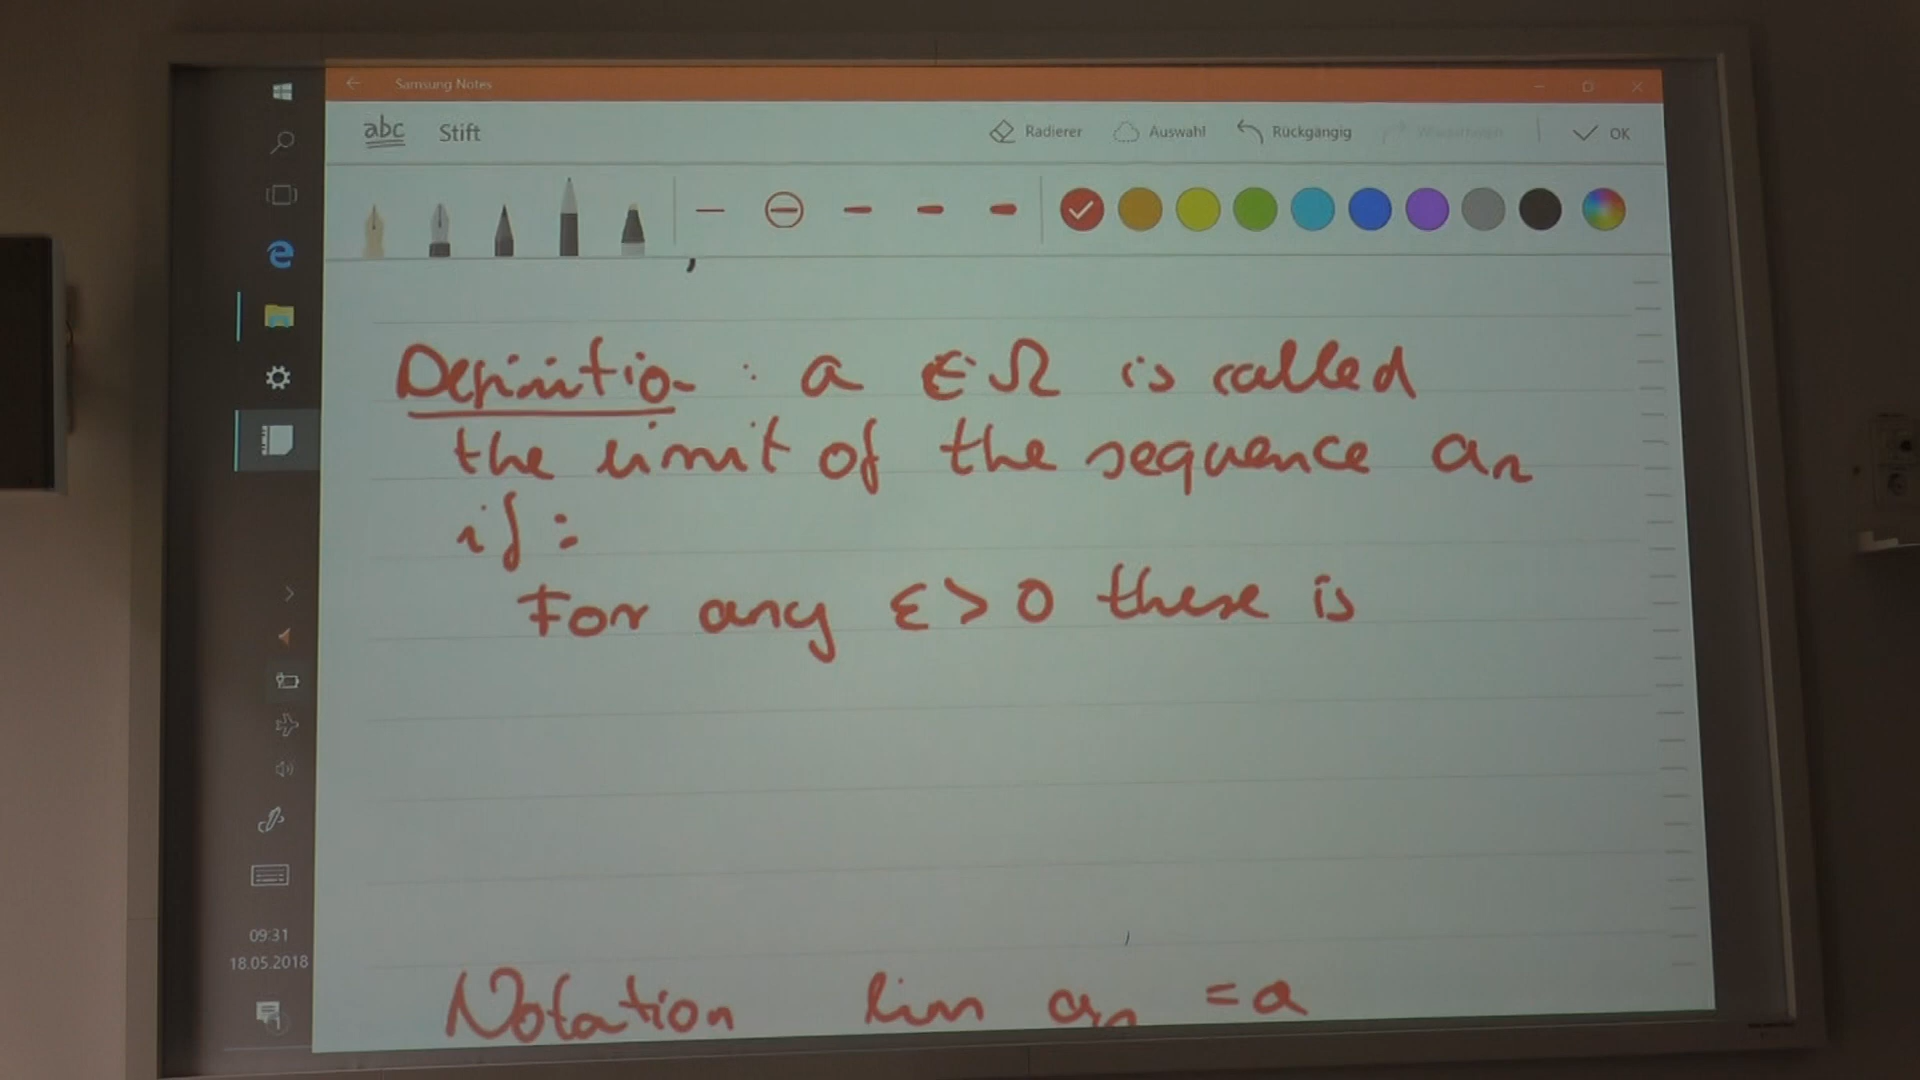 Samsung Notes
abc Stift Radierer Auswahl Rückgängig Wiederholen OK
Definition : a ∈ Ω is called
the limit of the sequence aₙ
if :
For any ε > 0 there is
Notation lim aₙ = a
09:31
18.05.2018